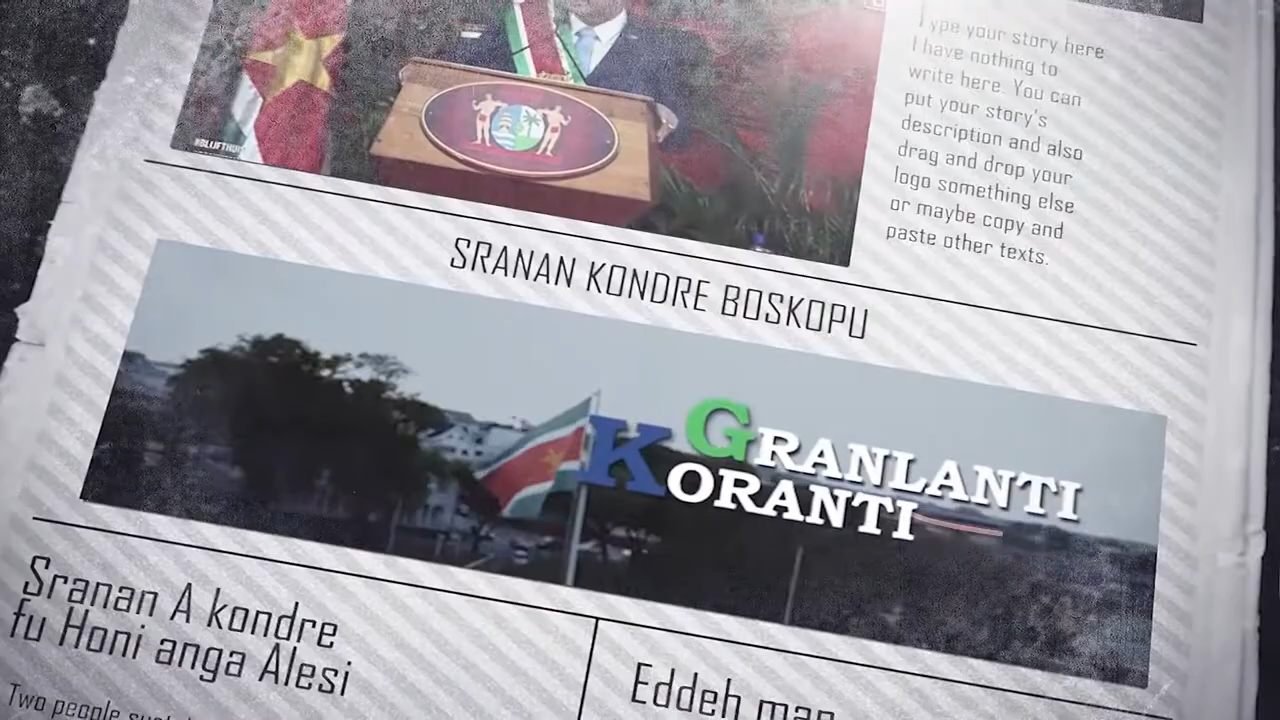 Type your story here
I have nothing to
write here. You can
put your story's
description and also
drag and drop your
logo something else
or maybe copy and
paste other texts.
SRANAN KONDRE BOSKOPU
GRANLANTI
KORANTI
Sranan A kondre
fu Honi anga Alesi
Eddeh man
Two people